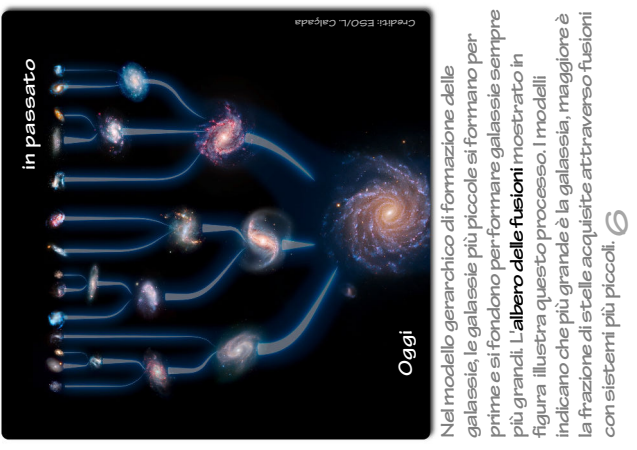 in passato
Oggi
Crediti: ESO/L. Calçada
Nel modello gerarchico di formazione delle
galassie, le galassie più piccole si formano per
prime e si fondono per formare galassie sempre
più grandi. L'albero delle fusioni mostrato in
figura illustra questo processo. I modelli
indicano che più grande è la galassia, maggiore è
la frazione di stelle acquisite attraverso fusioni
con sistemi più piccoli. 6